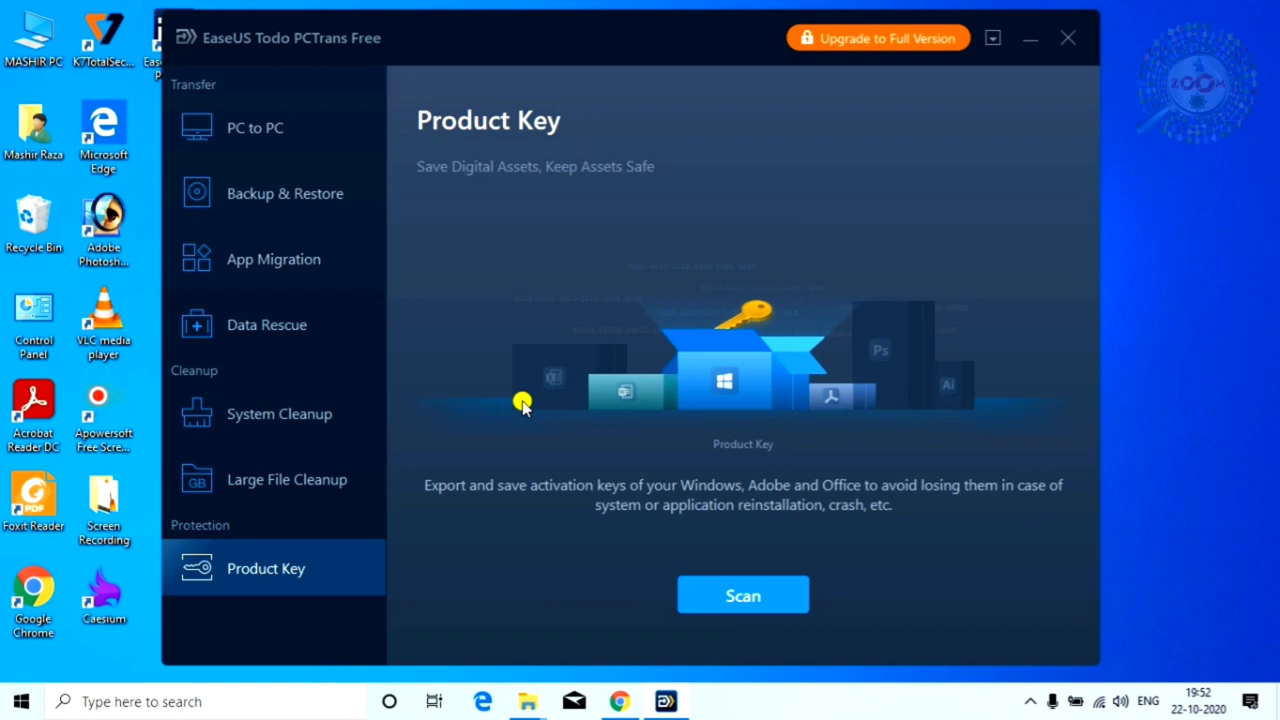 MASHIR PC
K7TotalSec...
Mashir Raza
Microsoft
Edge
Recycle Bin
Adobe
Photosh...
Control
Panel
VLC media
player
Acrobat
Reader DC
Apowersoft
Free Scre...
Foxit Reader
Screen
Recording
Google
Chrome
Caesium
EaseUS Todo PCTrans Free
Upgrade to Full Version
Transfer
PC to PC
Backup & Restore
App Migration
Data Rescue
Cleanup
System Cleanup
GB
Large File Cleanup
Protection
Product Key
Product Key
Save Digital Assets, Keep Assets Safe
Ps
Ai
Product Key
Export and save activation keys of your Windows, Adobe and Office to avoid losing them in case of
system or application reinstallation, crash, etc.
Scan
ZOOM
Type here to search
ENG
19:52
22-10-2020